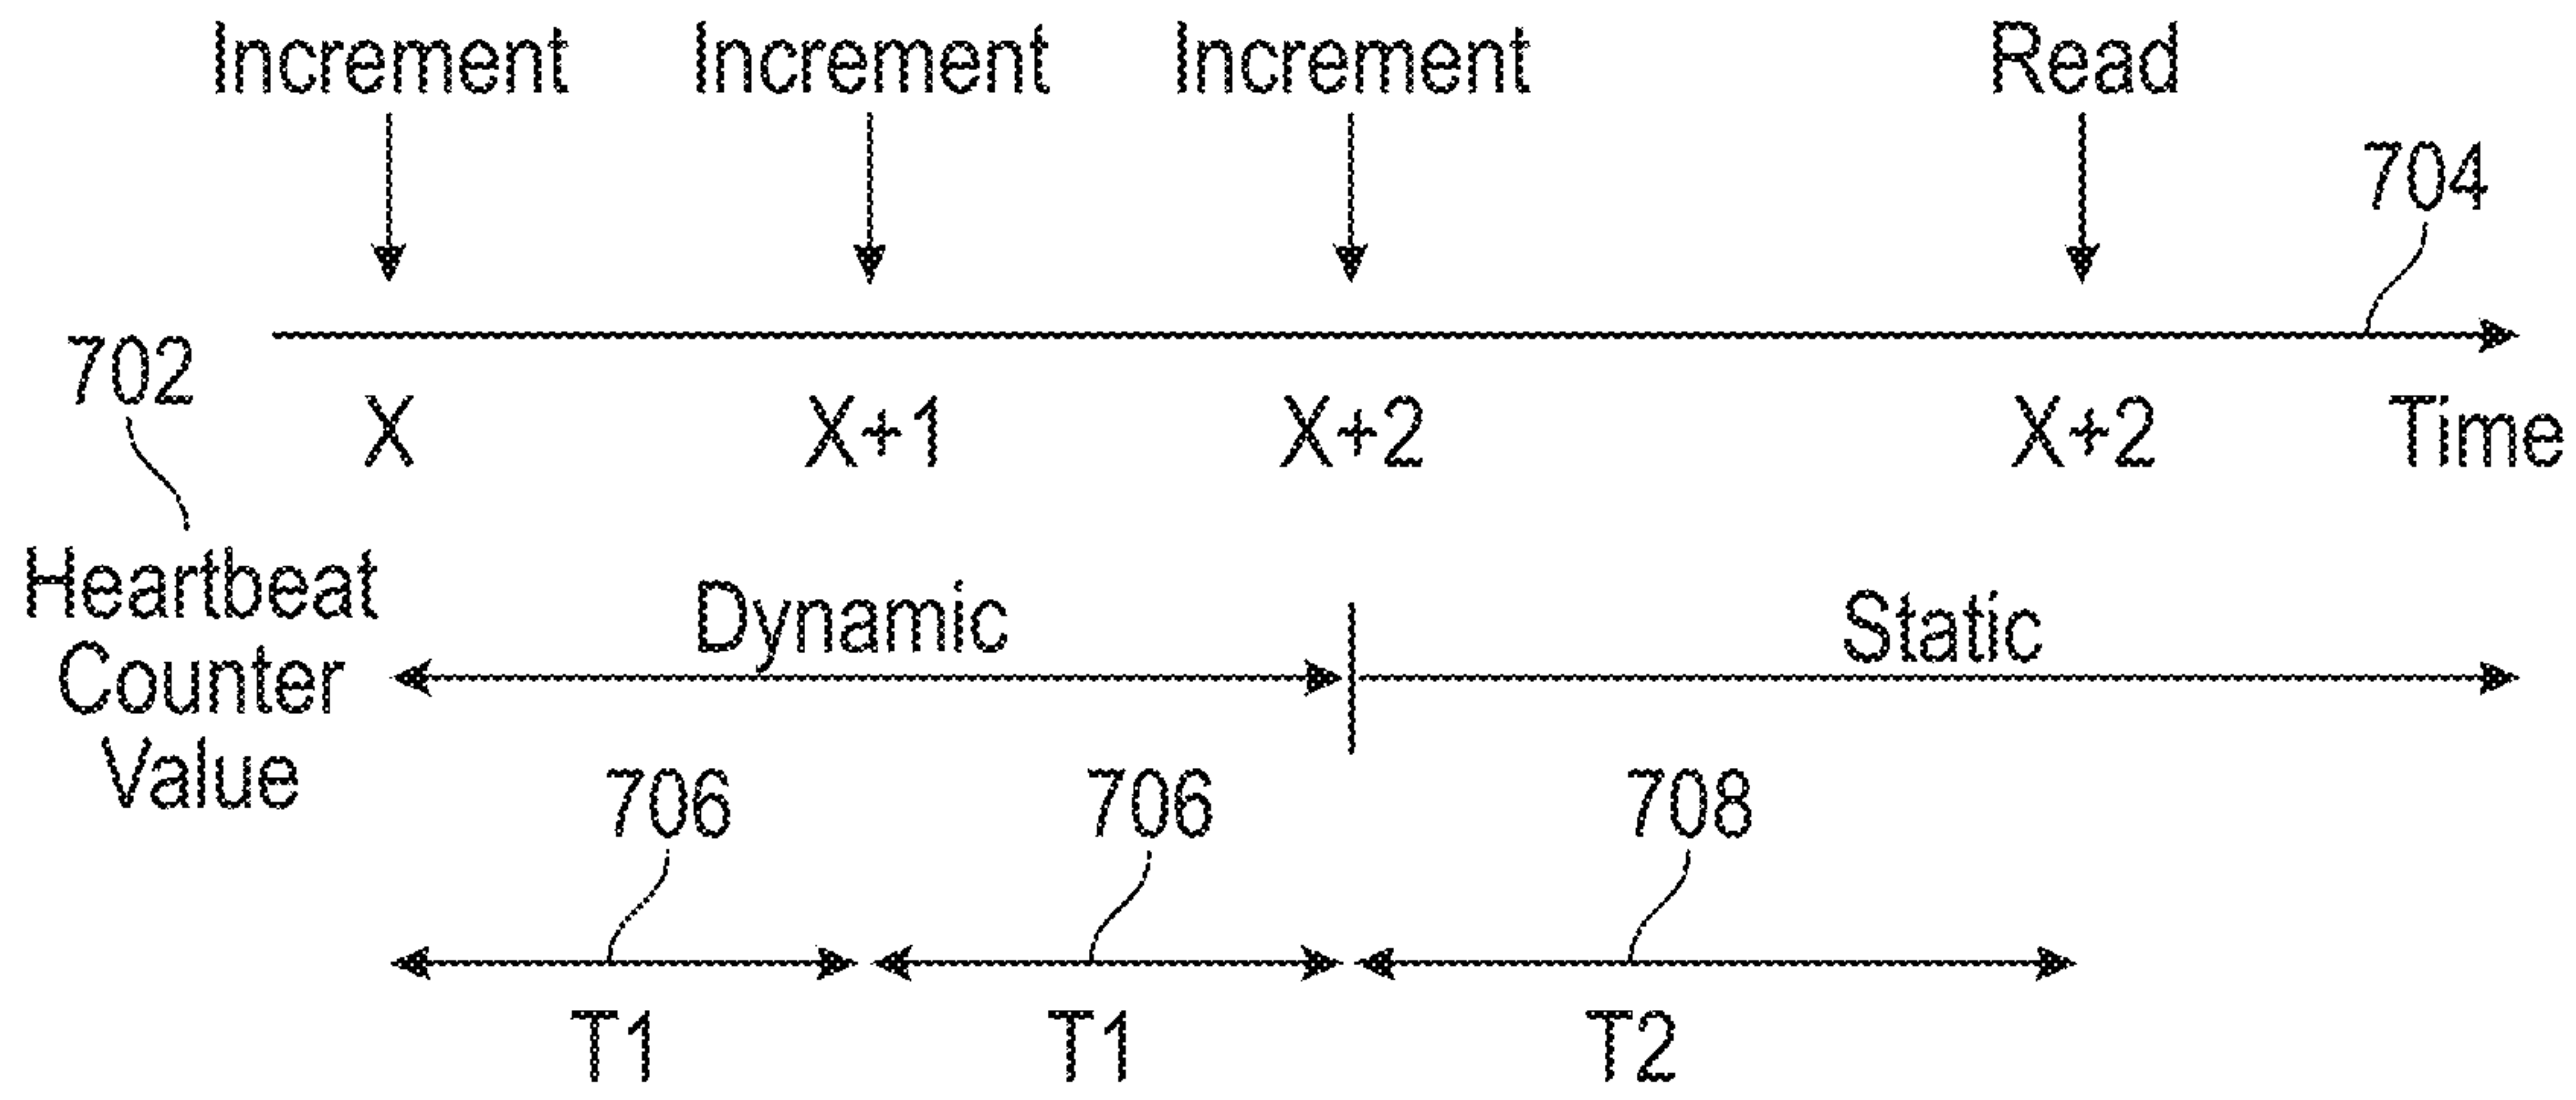 Increment Increment Increment Read
704
702
X X+1 X+2 X+2 Time
Heartbeat
Counter
Value
Dynamic Static
706 706 708
T1 T1 T2